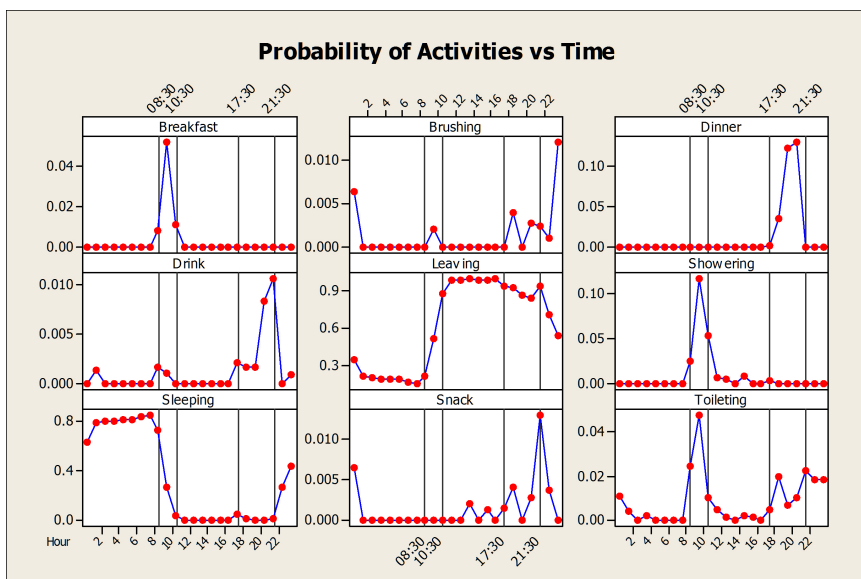 Probability of Activities vs Time
08:30 10:30 17:30 21:30
2 4 6 8 10 12 14 16 18 20 22
08:30 10:30 17:30 21:30
Breakfast Brushing Dinner
0.04 0.02 0.00
0.010 0.005 0.000
0.10 0.05 0.00
Drink Leaving Showering
0.010 0.005 0.000
0.9 0.6 0.3
0.10 0.05 0.00
Sleeping Snack Toileting
0.8 0.4 0.0
0.010 0.005 0.000
0.04 0.02 0.00
Hour 2 4 6 8 10 12 14 16 18 20 22
08:30 10:30 17:30 21:30
2 4 6 8 10 12 14 16 18 20 22